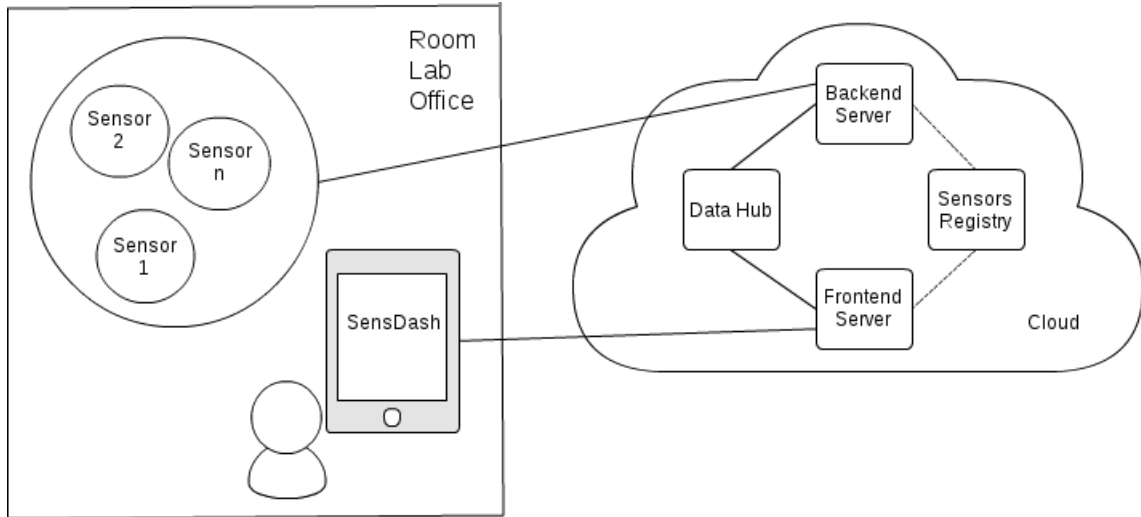 Room
Lab
Office
Sensor
2
Sensor
n
Sensor
1
SensDash
Backend
Server
Data Hub
Sensors
Registry
Frontend
Server
Cloud